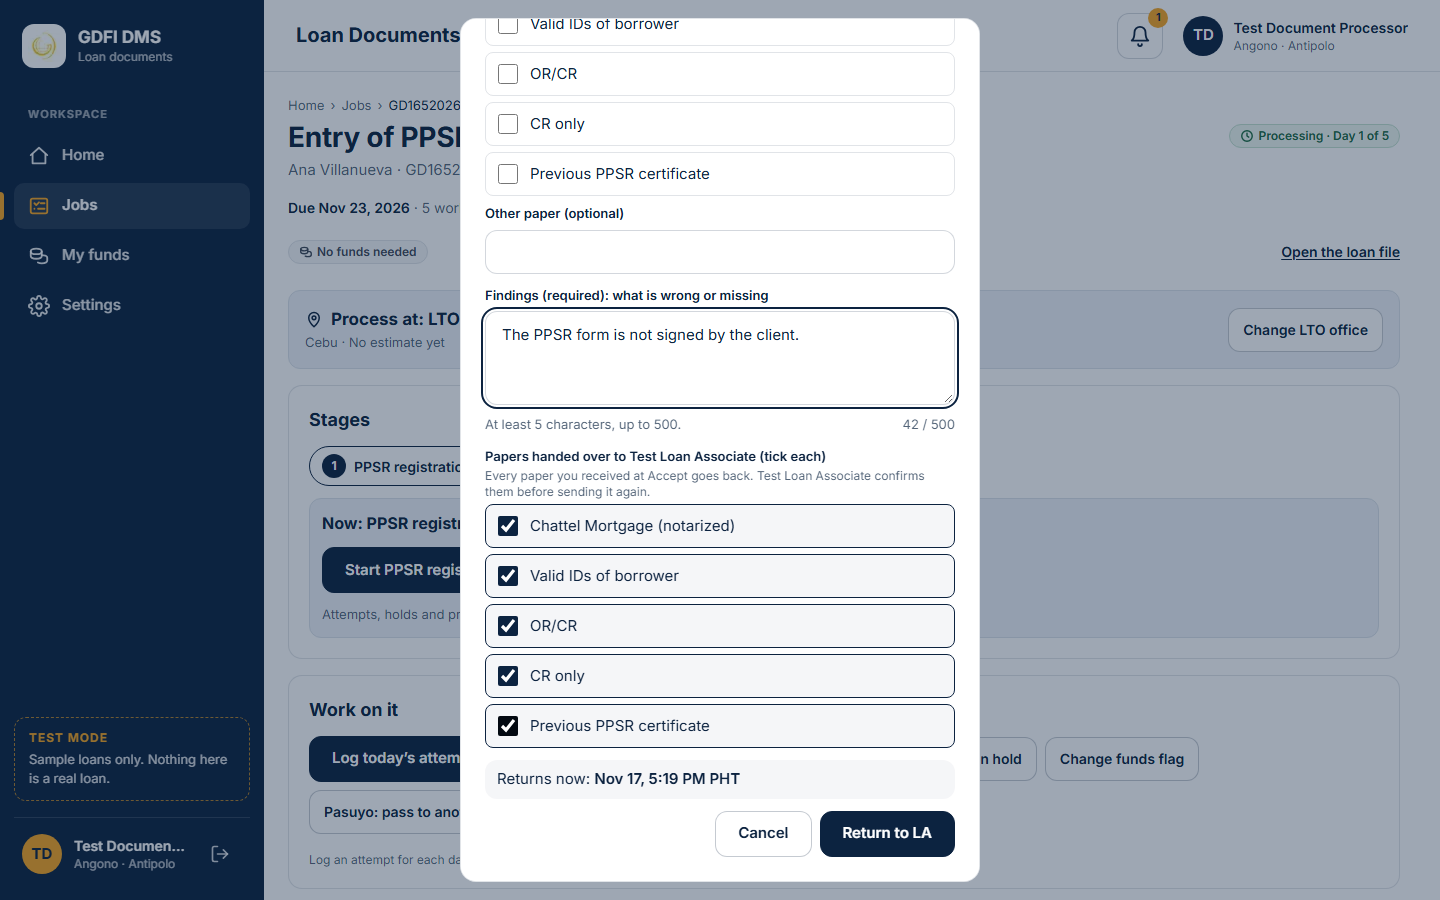 GDFI DMS
Loan documents
WORKSPACE
Home
Jobs
My funds
Settings
TEST MODE
Sample loans only. Nothing here
is a real loan.
TD
Test Documen...
Angono · Antipolo
Loan Documents
1
TD
Test Document Processor
Angono · Antipolo
Home › Jobs › GD1652026
Entry of PPS
Processing · Day 1 of 5
Ana Villanueva · GD1652
Due Nov 23, 2026 · 5 wor
No funds needed
Open the loan file
Process at: LTO
Cebu · No estimate yet
Change LTO office
Stages
1 PPSR registratio
Now: PPSR registr
Start PPSR regis
Attempts, holds and pr
Work on it
Log today's attem
n hold
Change funds flag
Pasuyo: pass to ano
Log an attempt for each da
Valid IDs of borrower
OR/CR
CR only
Previous PPSR certificate
Other paper (optional)
Findings (required): what is wrong or missing
The PPSR form is not signed by the client.
At least 5 characters, up to 500.
42 / 500
Papers handed over to Test Loan Associate (tick each)
Every paper you received at Accept goes back. Test Loan Associate confirms
them before sending it again.
Chattel Mortgage (notarized)
Valid IDs of borrower
OR/CR
CR only
Previous PPSR certificate
Returns now: Nov 17, 5:19 PM PHT
Cancel
Return to LA